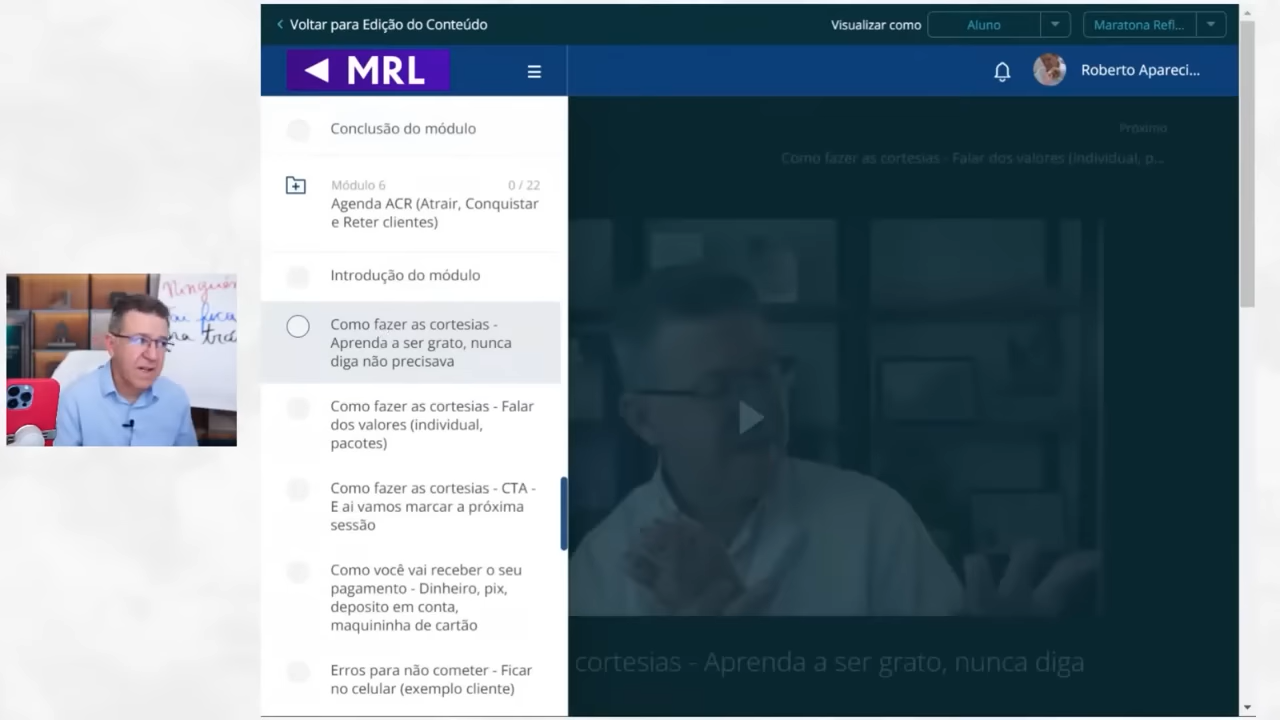 Voltar para Edição do Conteúdo
Visualizar como
Aluno
Maratona Refl...
MRL
Roberto Apareci...
Conclusão do módulo
Módulo 6
0 / 22
Agenda ACR (Atrair, Conquistar
e Reter clientes)
Introdução do módulo
Como fazer as cortesias -
Aprenda a ser grato, nunca
diga não precisava
Como fazer as cortesias - Falar
dos valores (individual,
pacotes)
Como fazer as cortesias - CTA -
E ai vamos marcar a próxima
sessão
Como você vai receber o seu
pagamento - Dinheiro, pix,
deposito em conta,
maquininha de cartão
Erros para não cometer - Ficar
no celular (exemplo cliente)
Próximo
Como fazer as cortesias - Falar dos valores (individual, p...
cortesias - Aprenda a ser grato, nunca diga
Ninguém